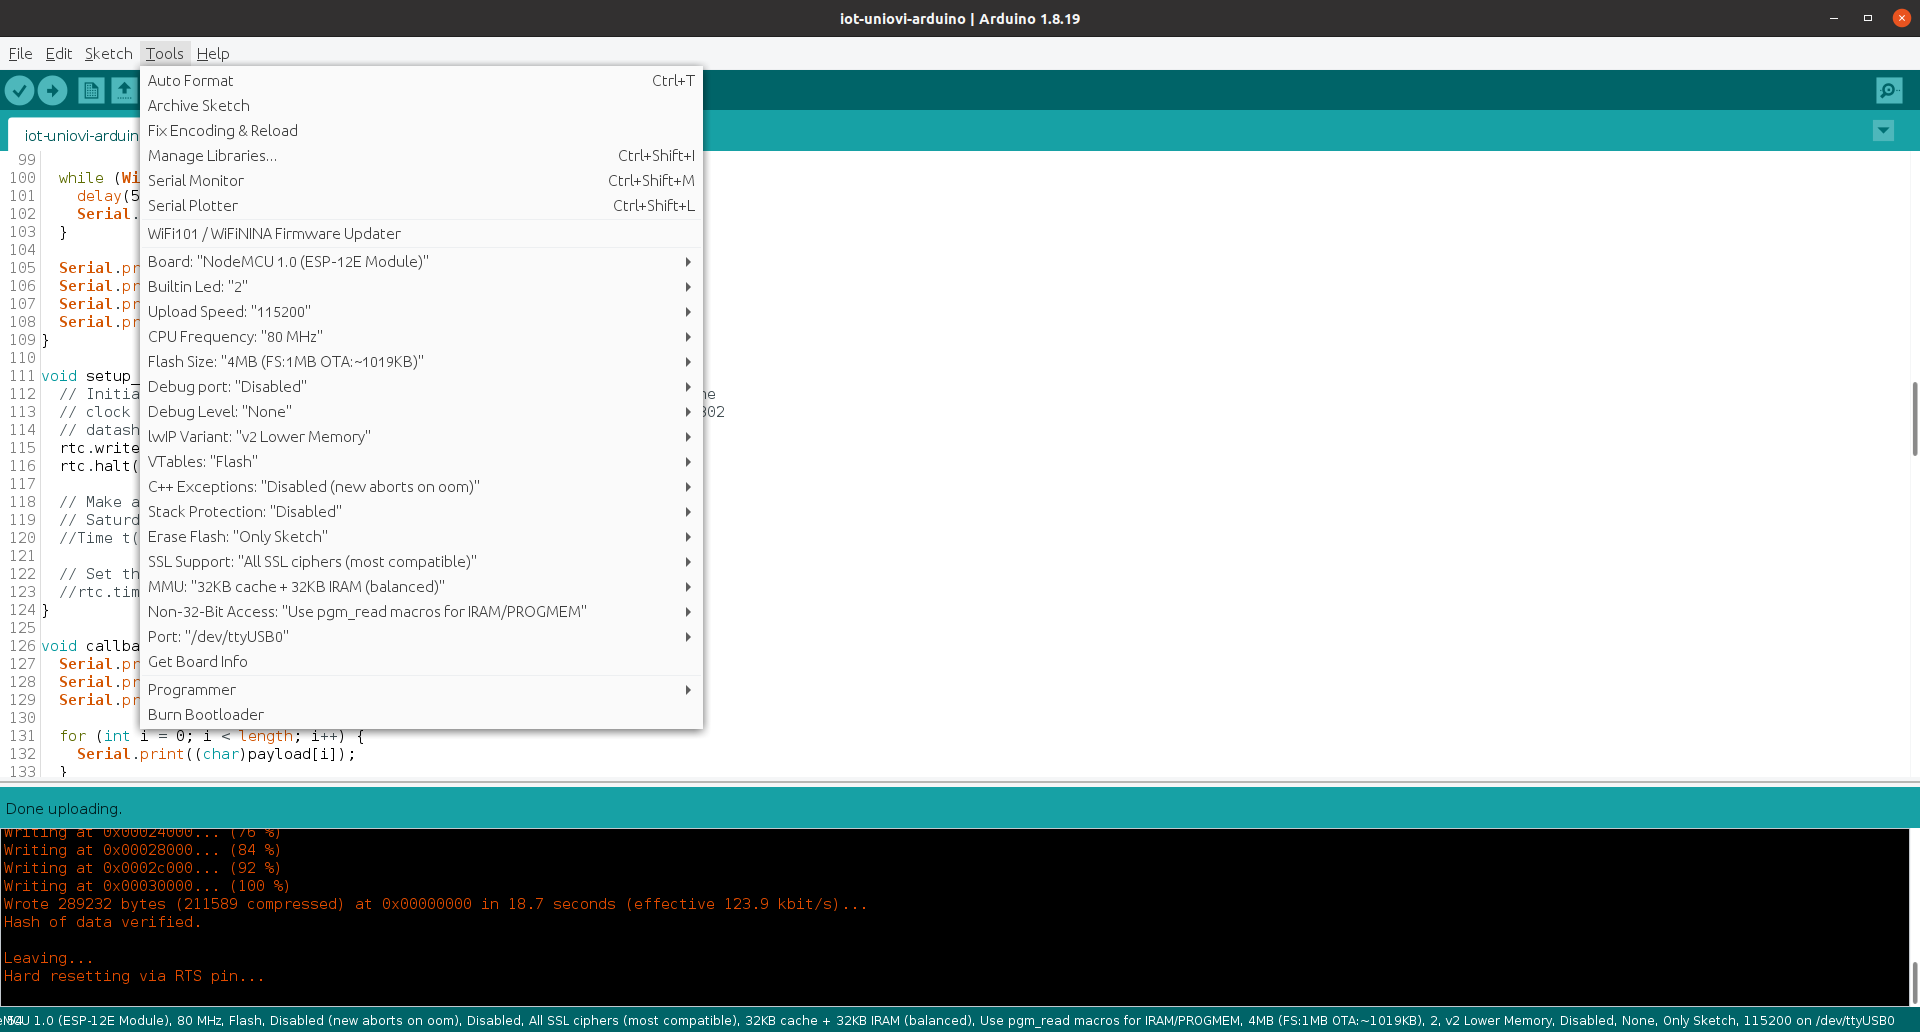 iot-uniovi-arduino | Arduino 1.8.19
File Edit Sketch Tools Help
Auto Format Ctrl+T
Archive Sketch
Fix Encoding & Reload
Manage Libraries... Ctrl+Shift+I
Serial Monitor Ctrl+Shift+M
Serial Plotter Ctrl+Shift+L
WiFi101 / WiFiNINA Firmware Updater
Board: "NodeMCU 1.0 (ESP-12E Module)"
Builtin Led: "2"
Upload Speed: "115200"
CPU Frequency: "80 MHz"
Flash Size: "4MB (FS:1MB OTA:~1019KB)"
Debug port: "Disabled"
Debug Level: "None"
lwIP Variant: "v2 Lower Memory"
VTables: "Flash"
C++ Exceptions: "Disabled (new aborts on oom)"
Stack Protection: "Disabled"
Erase Flash: "Only Sketch"
SSL Support: "All SSL ciphers (most compatible)"
MMU: "32KB cache + 32KB IRAM (balanced)"
Non-32-Bit Access: "Use pgm_read macros for IRAM/PROGMEM"
Port: "/dev/ttyUSB0"
Get Board Info
Programmer
Burn Bootloader
iot-uniovi-arduin
99
100 while (Wi
101 delay(5
102 Serial.
103 }
104
105 Serial.pr
106 Serial.pr
107 Serial.pr
108 Serial.pr
109 }
110
111 void setup_
112 // Initia ne
113 // clock 302
114 // datash
115 rtc.write
116 rtc.halt(
117
118 // Make a
119 // Saturd
120 //Time t(
121
122 // Set th
123 //rtc.tim
124 }
125
126 void callba
127 Serial.pr
128 Serial.pr
129 Serial.pr
130
131 for (int i = 0; i < length; i++) {
132 Serial.print((char)payload[i]);
133 }
Done uploading.
Writing at 0x00024000... (76 %)
Writing at 0x00028000... (84 %)
Writing at 0x0002c000... (92 %)
Writing at 0x00030000... (100 %)
Wrote 289232 bytes (211589 compressed) at 0x00000000 in 18.7 seconds (effective 123.9 kbit/s)...
Hash of data verified.
Leaving...
Hard resetting via RTS pin...
1.0 (ESP-12E Module), 80 MHz, Flash, Disabled (new aborts on oom), Disabled, All SSL ciphers (most compatible), 32KB cache + 32KB IRAM (balanced), Use pgm_read macros for IRAM/PROGMEM, 4MB (FS:1MB OTA:~1019KB), 2, v2 Lower Memory, Disabled, None, Only Sketch, 115200 on /dev/ttyUSB0